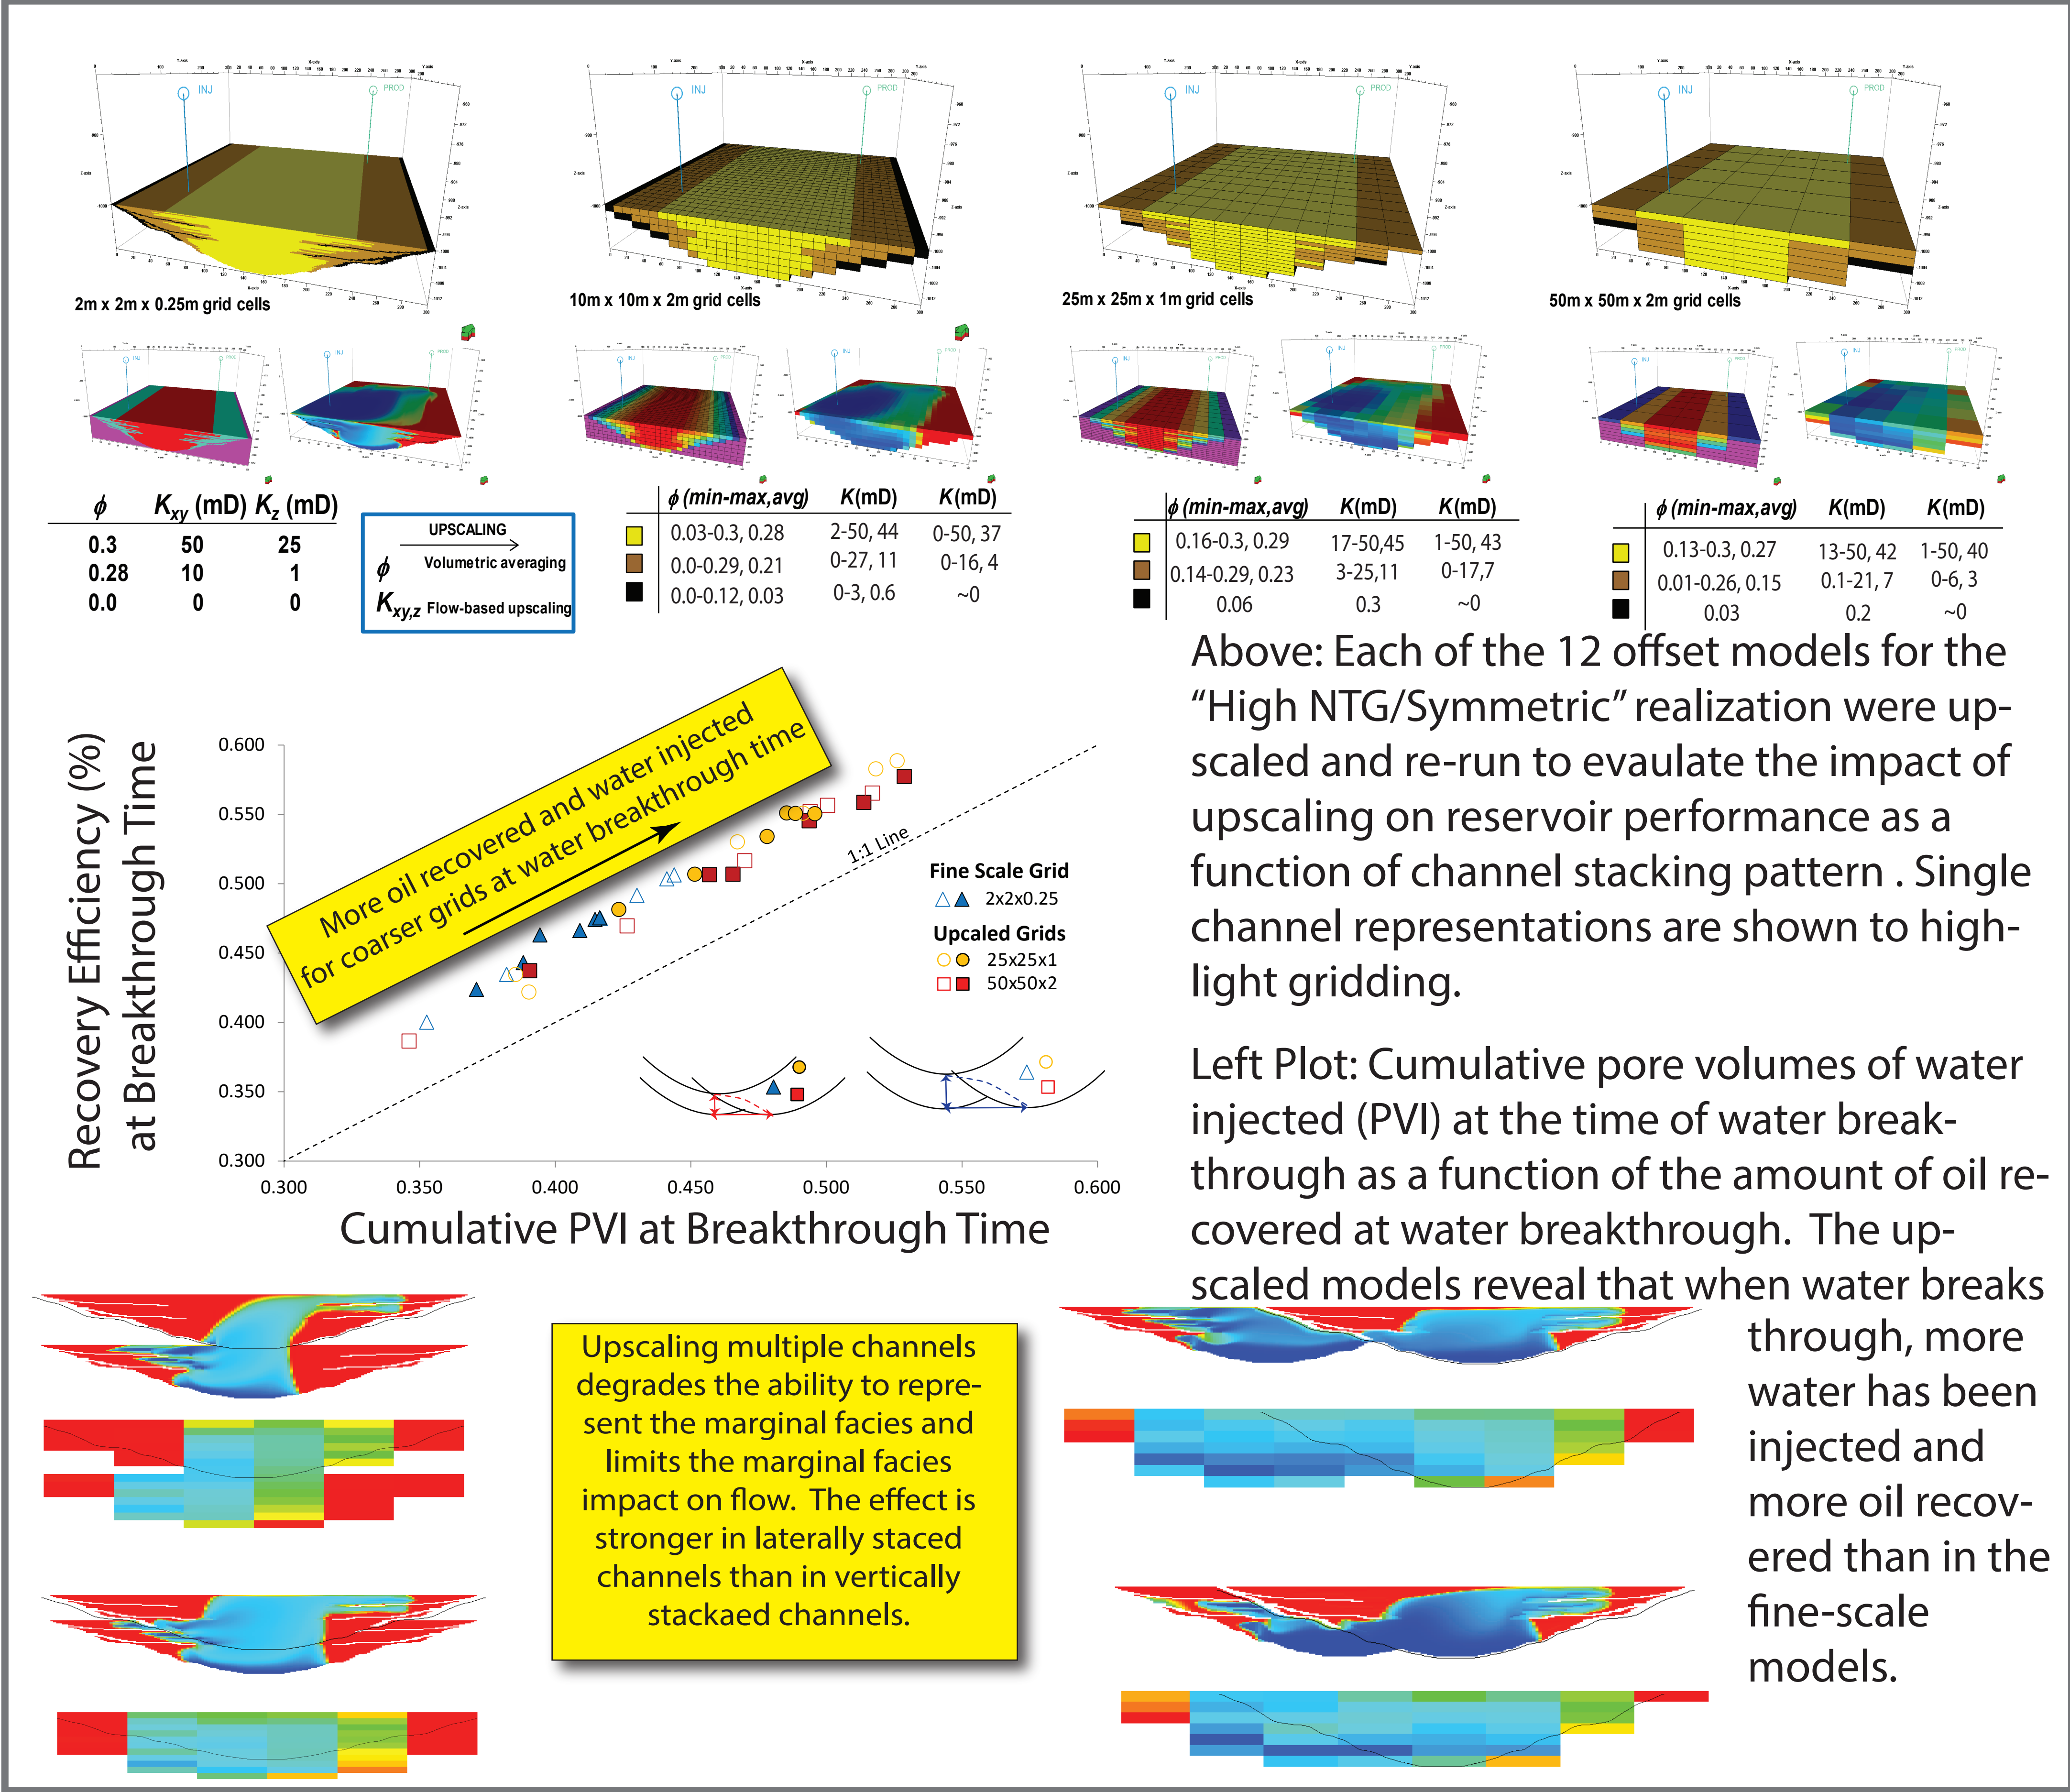 INJ
PROD
INJ
PROD
INJ
PROD
INJ
PROD
2m x 2m x 0.25m grid cells
10m x 10m x 2m grid cells
25m x 25m x 1m grid cells
50m x 50m x 2m grid cells
ϕ Kxy (mD) Kz (mD)
0.3 50 25
0.28 10 1
0.0 0 0
UPSCALING
ϕ Volumetric averaging
Kxy,z Flow-based upscaling
ϕ (min-max,avg) K(mD) K(mD)
0.03-0.3, 0.28 2-50, 44 0-50, 37
0.0-0.29, 0.21 0-27, 11 0-16, 4
0.0-0.12, 0.03 0-3, 0.6 ~0
ϕ (min-max,avg) K(mD) K(mD)
0.16-0.3, 0.29 17-50,45 1-50, 43
0.14-0.29, 0.23 3-25,11 0-17,7
0.06 0.3 ~0
ϕ (min-max,avg) K(mD) K(mD)
0.13-0.3, 0.27 13-50, 42 1-50, 40
0.01-0.26, 0.15 0.1-21, 7 0-6, 3
0.03 0.2 ~0
Recovery Efficiency (%)
at Breakthrough Time
0.600
0.550
0.500
0.450
0.400
0.350
0.300
More oil recovered and water injected
for coarser grids at water breakthrough time
1:1 Line
Fine Scale Grid
2x2x0.25
Upcaled Grids
25x25x1
50x50x2
0.300 0.350 0.400 0.450 0.500 0.550 0.600
Cumulative PVI at Breakthrough Time
Above: Each of the 12 offset models for the
“High NTG/Symmetric” realization were up-
scaled and re-run to evaulate the impact of
upscaling on reservoir performance as a
function of channel stacking pattern . Single
channel representations are shown to high-
light gridding.
Left Plot: Cumulative pore volumes of water
injected (PVI) at the time of water break-
through as a function of the amount of oil re-
covered at water breakthrough. The up-
scaled models reveal that when water breaks
through, more
water has been
injected and
more oil recov-
ered than in the
fine-scale
models.
Upscaling multiple channels
degrades the ability to repre-
sent the marginal facies and
limits the marginal facies
impact on flow. The effect is
stronger in laterally staced
channels than in vertically
stackaed channels.